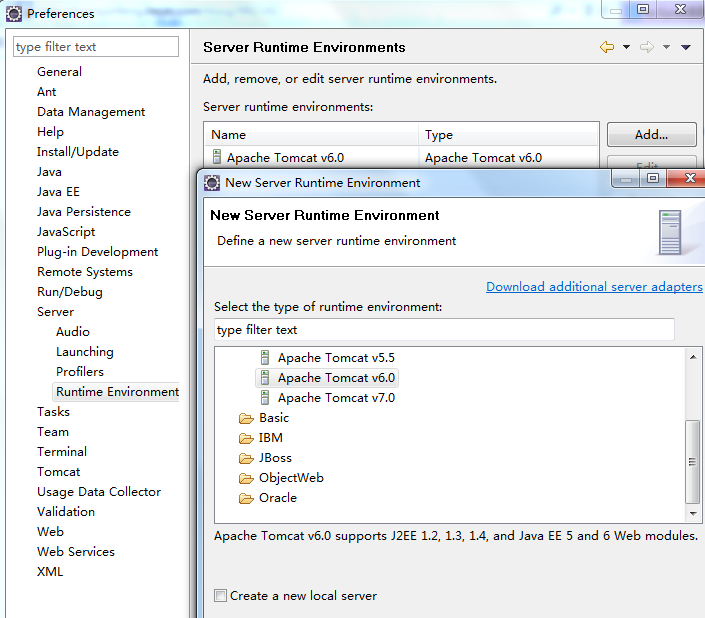 Preferences
type filter text
General
Ant
Data Management
Help
Install/Update
Java
Java EE
Java Persistence
JavaScript
Plug-in Development
Remote Systems
Run/Debug
Server
Audio
Launching
Profilers
Runtime Environment
Tasks
Team
Terminal
Tomcat
Usage Data Collector
Validation
Web
Web Services
XML
Server Runtime Environments
Add, remove, or edit server runtime environments.
Server runtime environments:
Name Type
Apache Tomcat v6.0 Apache Tomcat v6.0
Add...
Edit...
New Server Runtime Environment
New Server Runtime Environment
Define a new server runtime environment
Download additional server adapters
Select the type of runtime environment:
type filter text
Apache Tomcat v5.5
Apache Tomcat v6.0
Apache Tomcat v7.0
Basic
IBM
JBoss
ObjectWeb
Oracle
Apache Tomcat v6.0 supports J2EE 1.2, 1.3, 1.4, and Java EE 5 and 6 Web modules.
Create a new local server